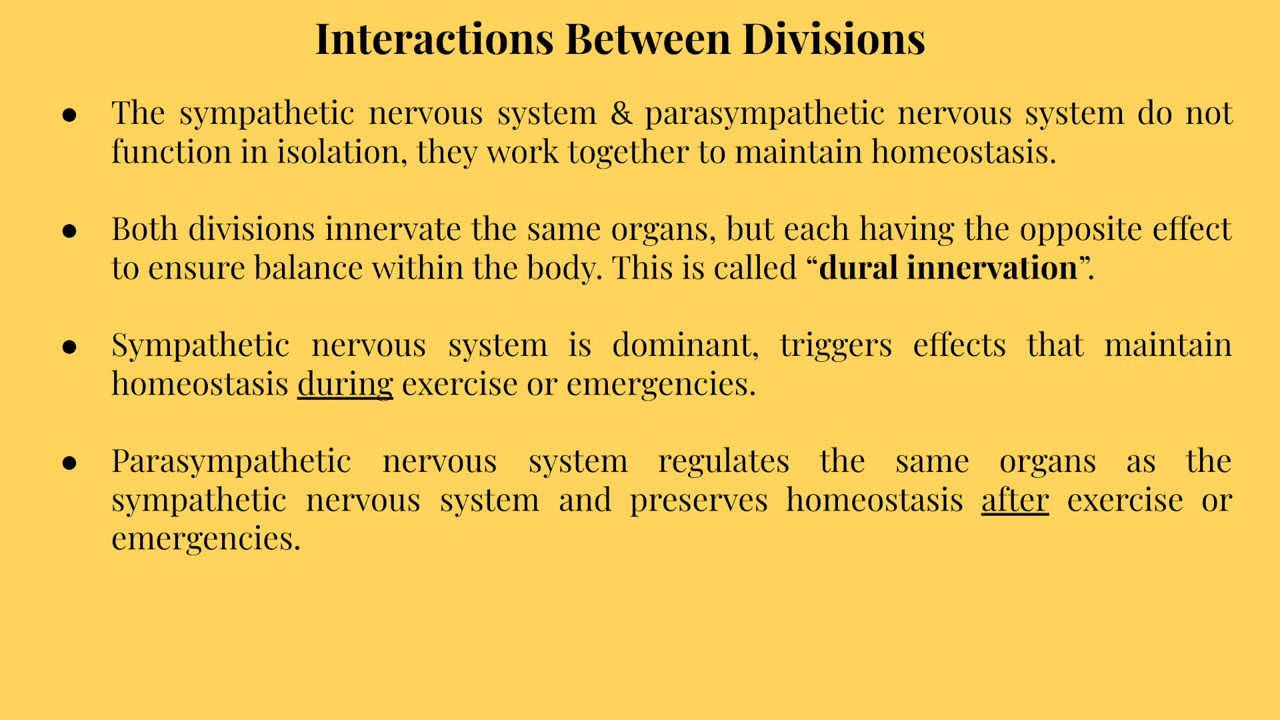 Interactions Between Divisions
● The sympathetic nervous system & parasympathetic nervous system do not
function in isolation, they work together to maintain homeostasis.
● Both divisions innervate the same organs, but each having the opposite effect
to ensure balance within the body. This is called “dural innervation”.
● Sympathetic nervous system is dominant, triggers effects that maintain
homeostasis during exercise or emergencies.
● Parasympathetic nervous system regulates the same organs as the
sympathetic nervous system and preserves homeostasis after exercise or
emergencies.